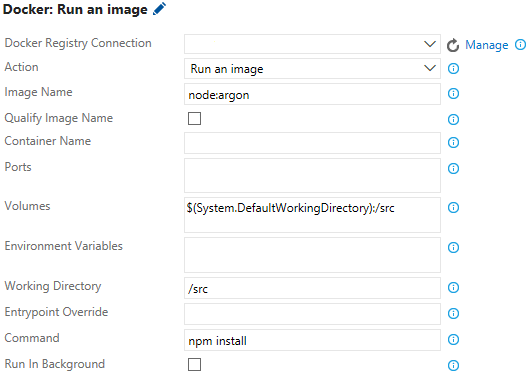 Docker: Run an image
Docker Registry Connection
Manage
Action
Run an image
Image Name
node:argon
Qualify Image Name
Container Name
Ports
Volumes
$(System.DefaultWorkingDirectory):/src
Environment Variables
Working Directory
/src
Entrypoint Override
Command
npm install
Run In Background